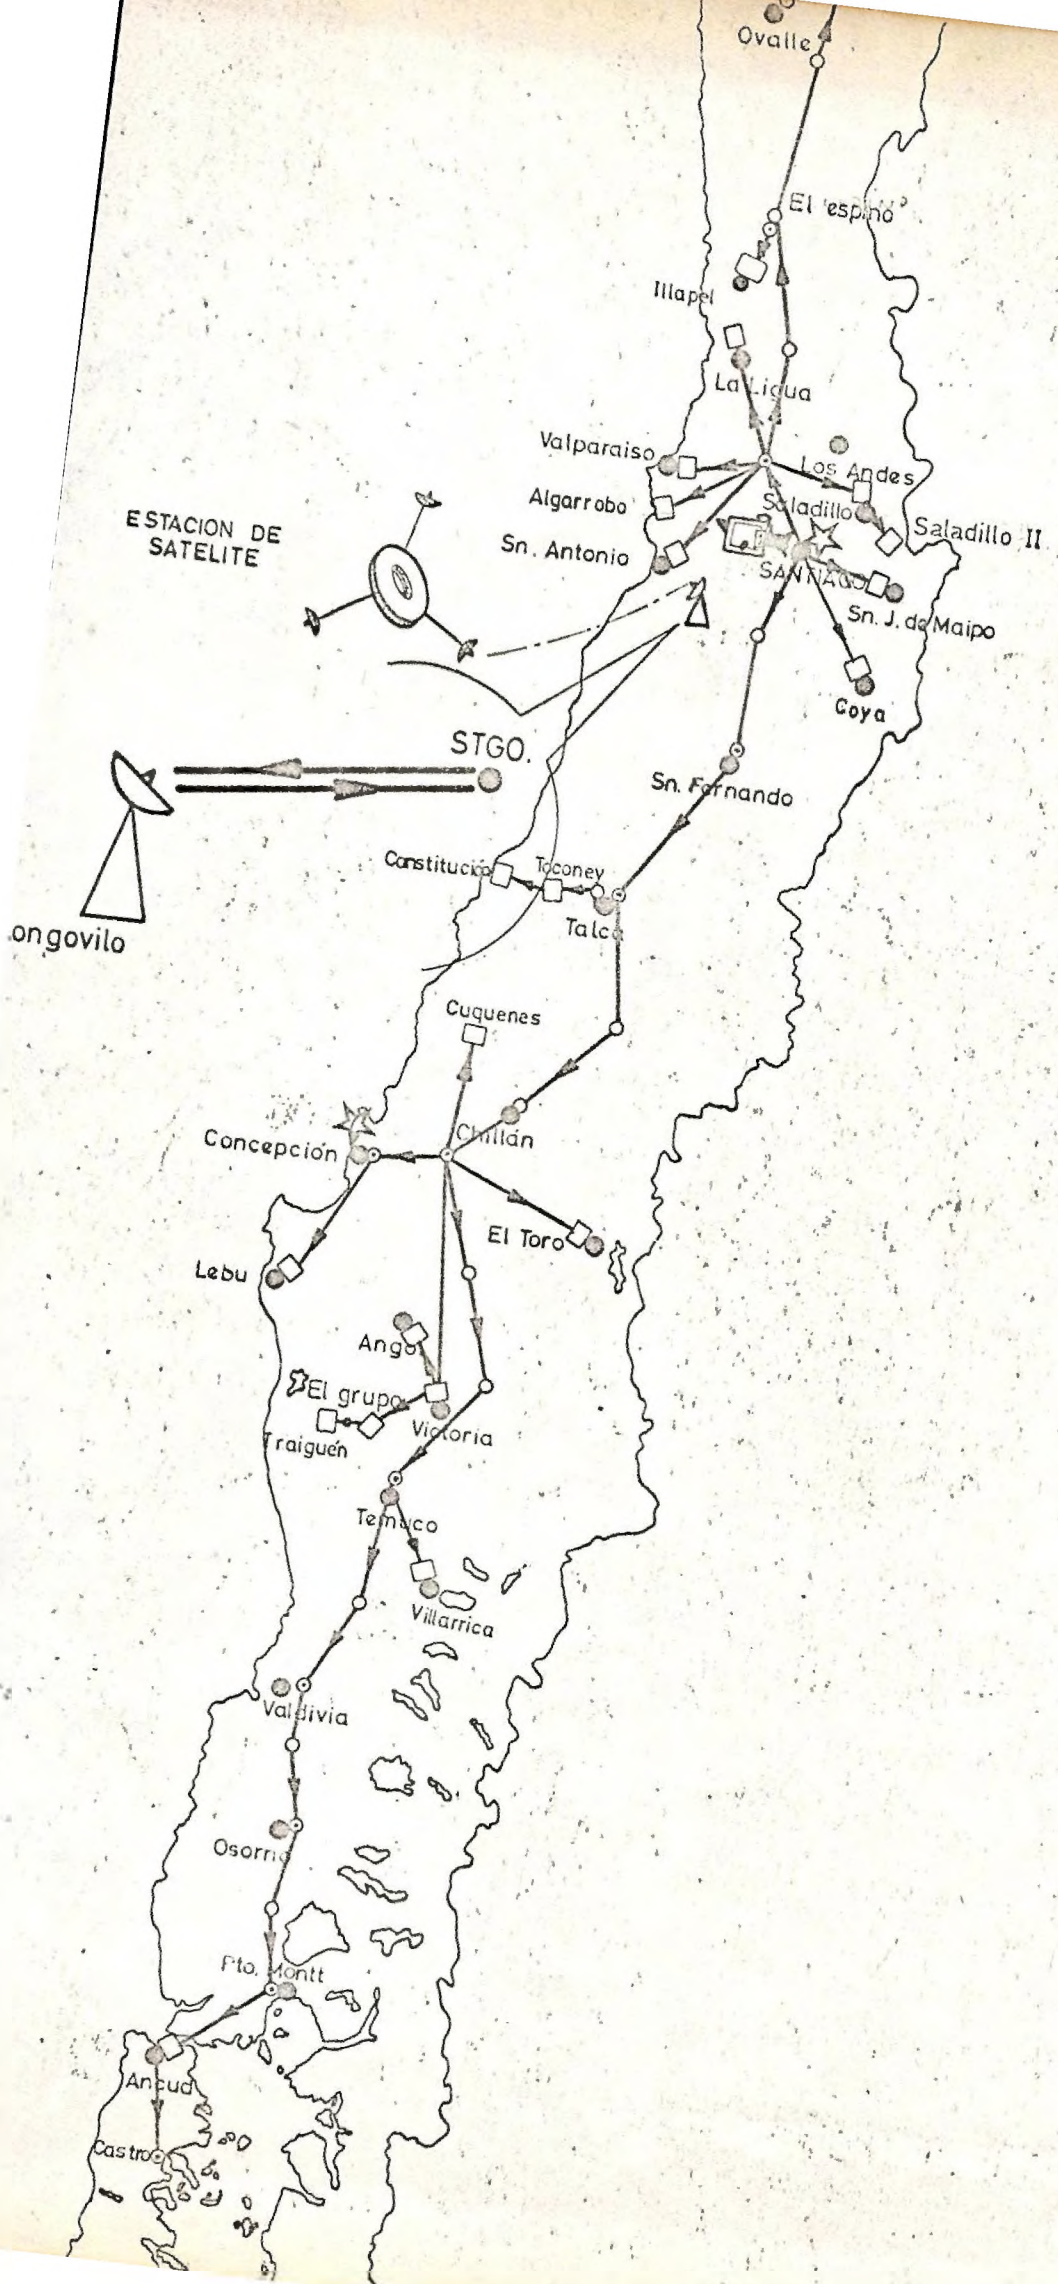 Ovalle
El "espino"
Illapel
La Ligua
Valparaiso
Los Andes
Algarrobo
Saladillo
Saladillo II
ESTACION DE
SATELITE
Sn. Antonio
SANTIAGO
Sn. J. de Maipo
Coya
STGO.
Sn. Fernando
Constitución
Toconey
Talca
ongovilo
Cuquenes
Chillán
Concepción
El Toro
Lebu
Angol
El grupo
Victoria
Traiguén
Temuco
Villarrica
Valdivia
Osorno
Pto. Montt
Ancud
Castro